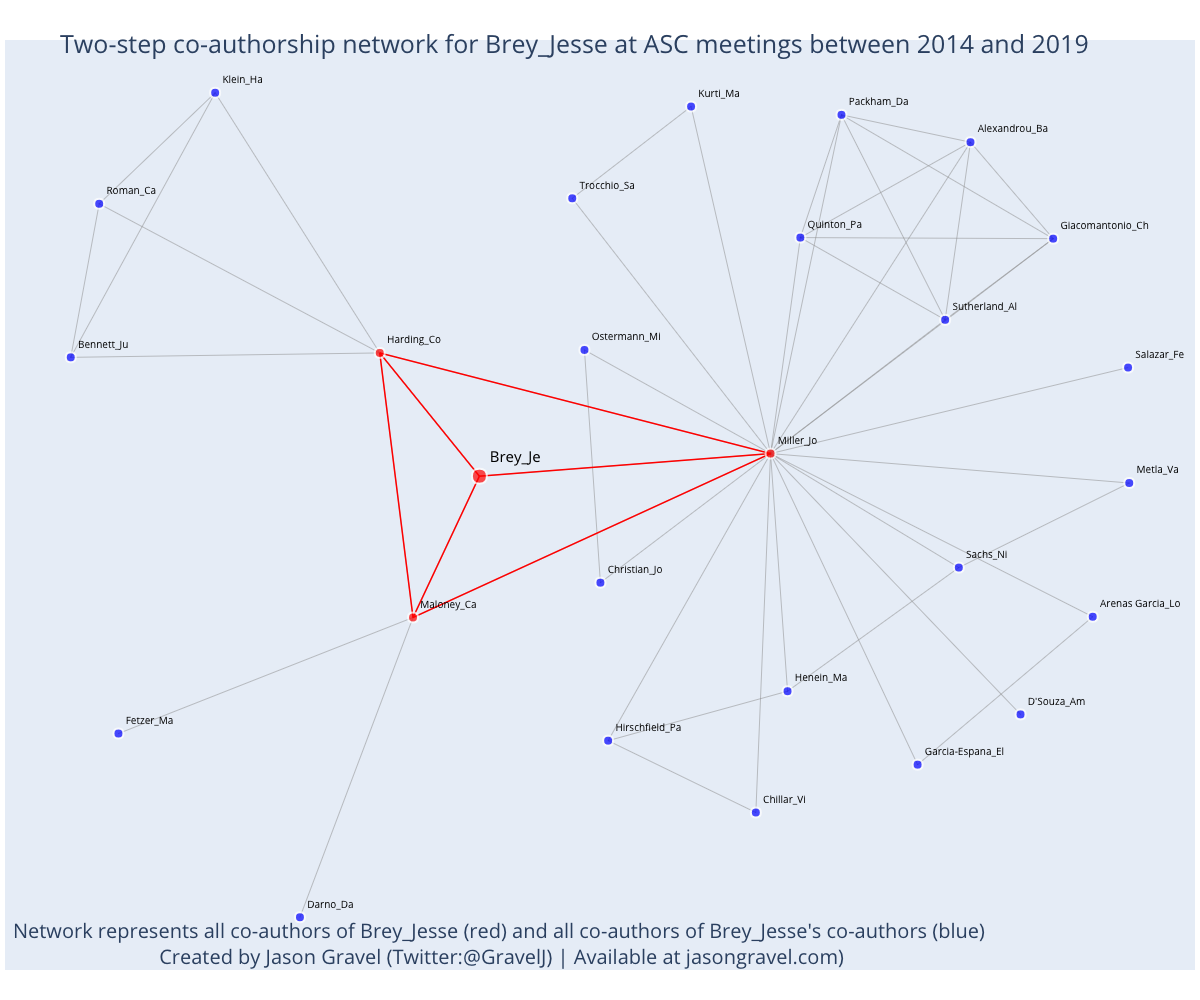 Two-step co-authorship network for Brey_Jesse at ASC meetings between 2014 and 2019
Klein_Ha
Kurti_Ma
Packham_Da
Alexandrou_Ba
Roman_Ca
Trocchio_Sa
Quinton_Pa
Giacomantonio_Ch
Sutherland_Al
Bennett_Ju
Harding_Co
Ostermann_Mi
Salazar_Fe
Miller_Jo
Brey_Je
Metla_Va
Sachs_Ni
Christian_Jo
Maloney_Ca
Arenas Garcia_Lo
Henein_Ma
D'Souza_Am
Fetzer_Ma
Hirschfield_Pa
Garcia-Espana_El
Chillar_Vi
Darno_Da
Network represents all co-authors of Brey_Jesse (red) and all co-authors of Brey_Jesse's co-authors (blue)
Created by Jason Gravel (Twitter:@GravelJ) | Available at jasongravel.com)